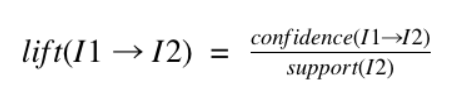 lift(I1 → I2) = confidence(I1→I2) / support(I2)